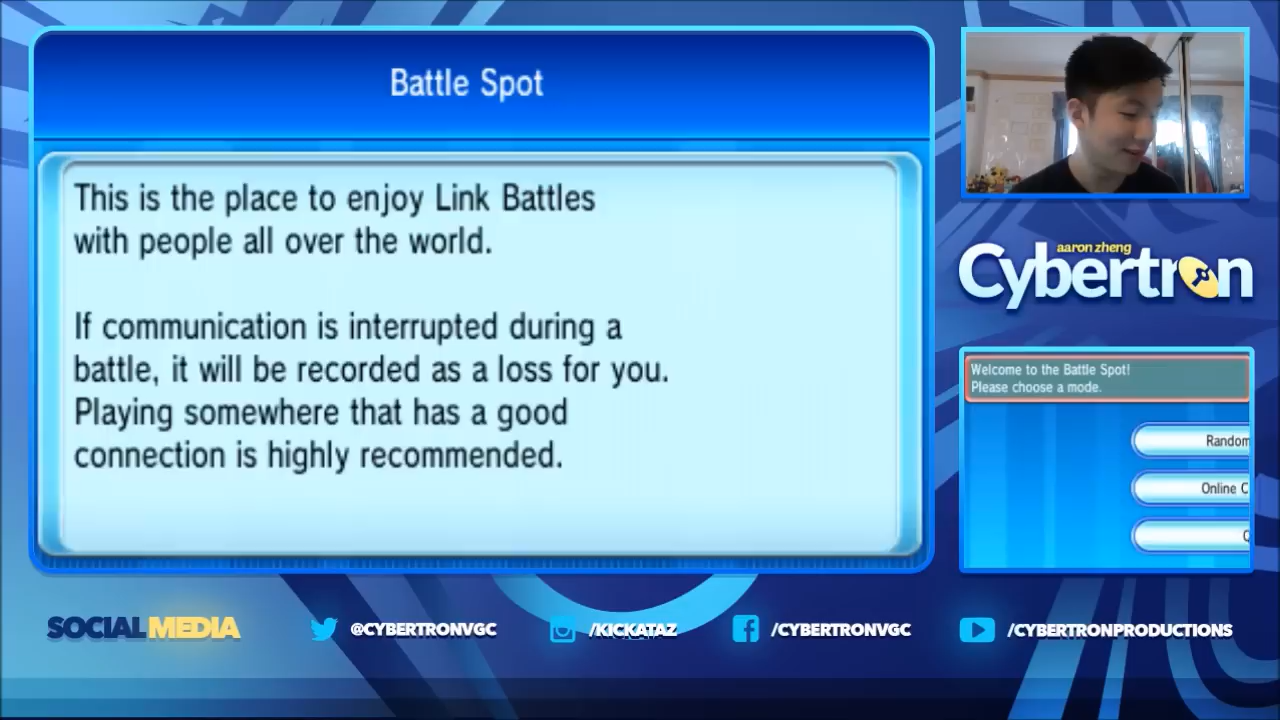 Battle Spot
This is the place to enjoy Link Battles
with people all over the world.
If communication is interrupted during a
battle, it will be recorded as a loss for you.
Playing somewhere that has a good
connection is highly recommended.
aaron zheng
Cybertron
Welcome to the Battle Spot!
Please choose a mode.
Random
Online C
Q
SOCIAL MEDIA
@CYBERTRONVGC
/KICKATAZ
/CYBERTRONVGC
/CYBERTRONPRODUCTIONS